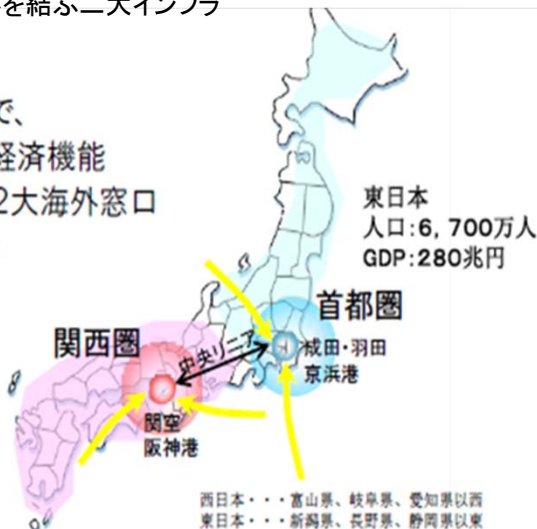 を結ぶ二大インフラ
で、
経済機能
2大海外窓口
東日本
人口:6,700万人
GDP:280兆円
首都圏
関西圏
中央リニア
成田・羽田
京浜港
関空
阪神港
西日本・・・富山県、岐阜県、愛知県以西
東日本・・・新潟県、長野県、静岡県以東